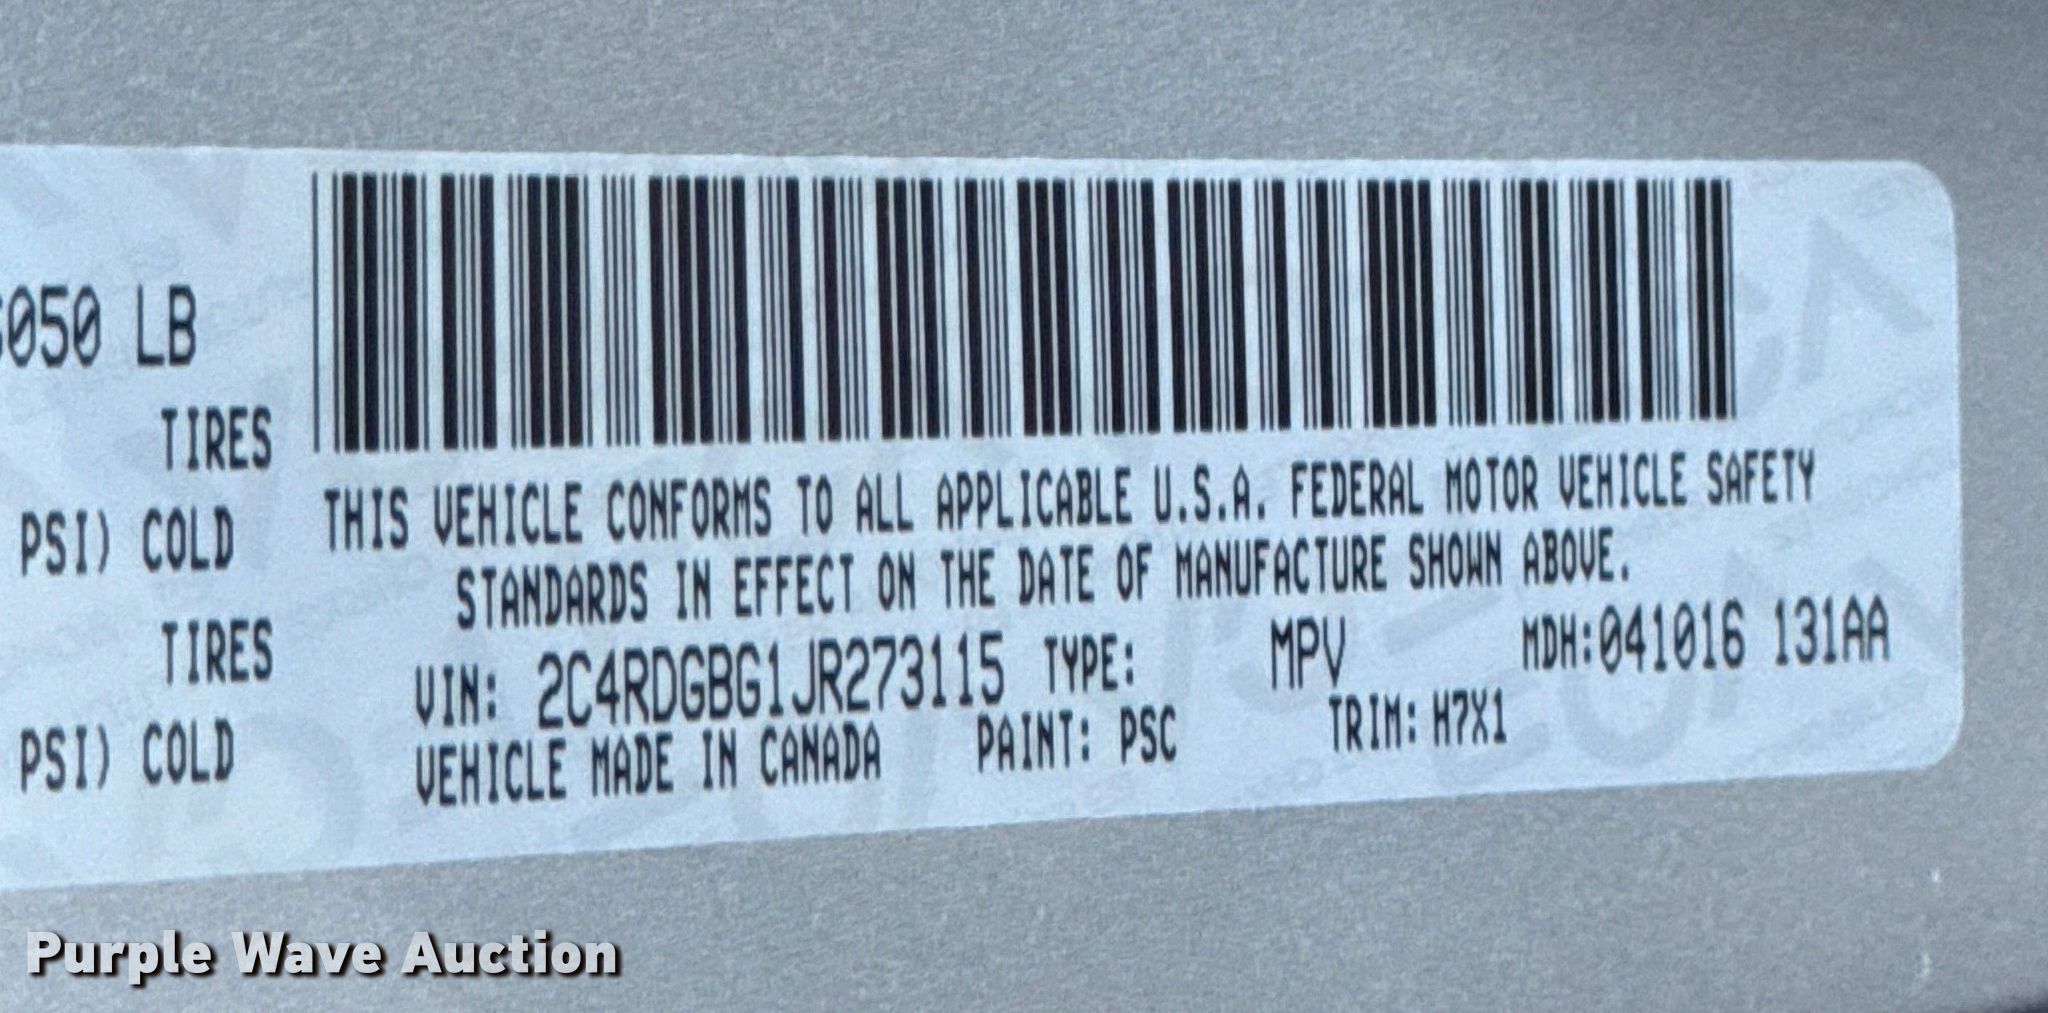 050 LB
TIRES
PSI) COLD
TIRES
PSI) COLD
THIS VEHICLE CONFORMS TO ALL APPLICABLE U.S.A. FEDERAL MOTOR VEHICLE SAFETY
STANDARDS IN EFFECT ON THE DATE OF MANUFACTURE SHOWN ABOVE.
VIN: 2C4RDGBG1JR273115 TYPE: MPV MDH:041016 131AA
VEHICLE MADE IN CANADA PAINT: PSC TRIM: H7X1
Purple Wave Auction